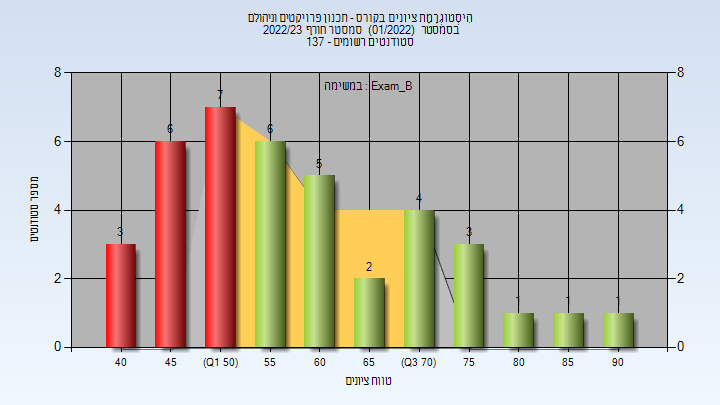 היסטוגרמת ציונים בקורס - תכנון פרויקטים וניהולם
בסמסטר (01/2022) סמסטר חורף 2022/23
סטודנטים רשומים - 137
במשימה : Exam_B
8 8
7
6 6 6 6
5
4 4 4
3 3
2 2 2
1 1 1
0 0
מספר סטודנטים
40 45 (Q1 50) 55 60 65 (Q3 70) 75 80 85 90
טווח ציונים